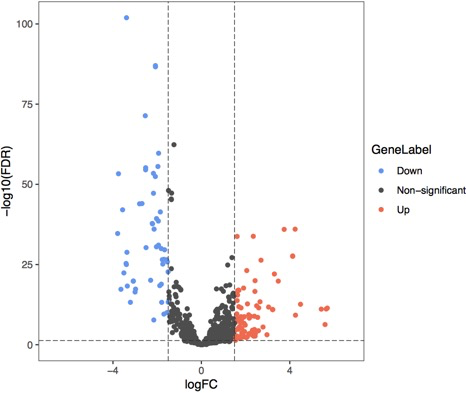 100
75
50
25
0
−log10(FDR)
−4
0
4
logFC
GeneLabel
Down
Non−significant
Up